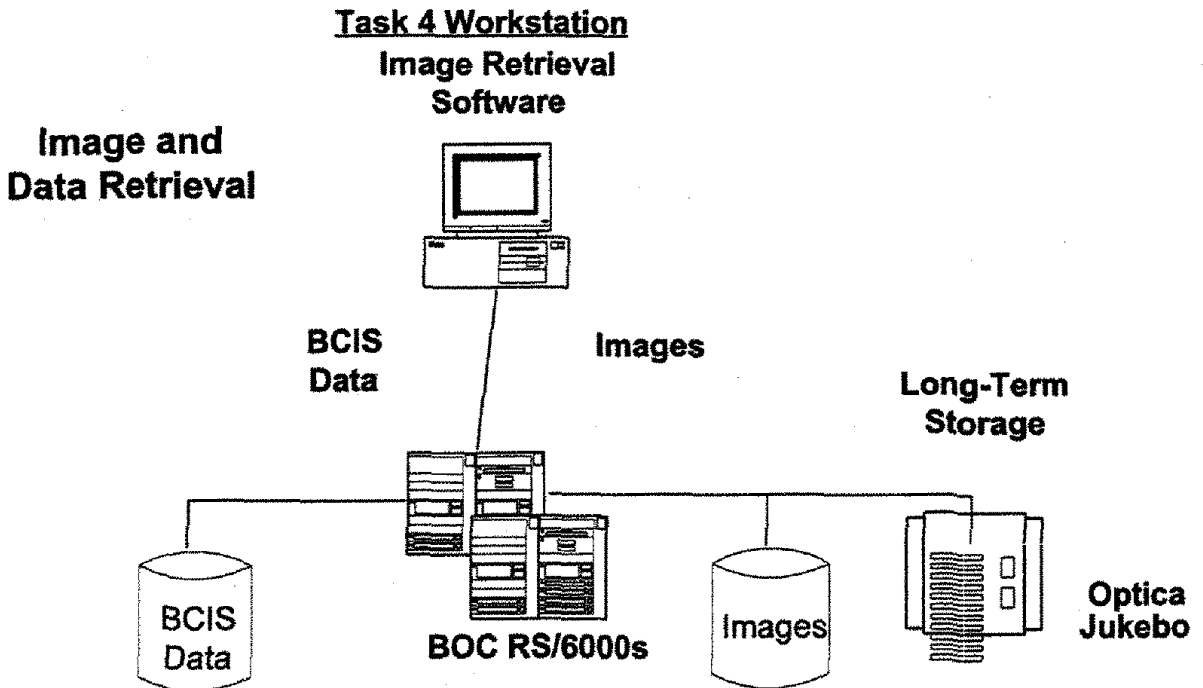 Task 4 Workstation
Image Retrieval
Software
Image and
Data Retrieval
BCIS
Data
Images
Long-Term
Storage
BCIS
Data
BOC RS/6000s
Images
Optica
Jukebo